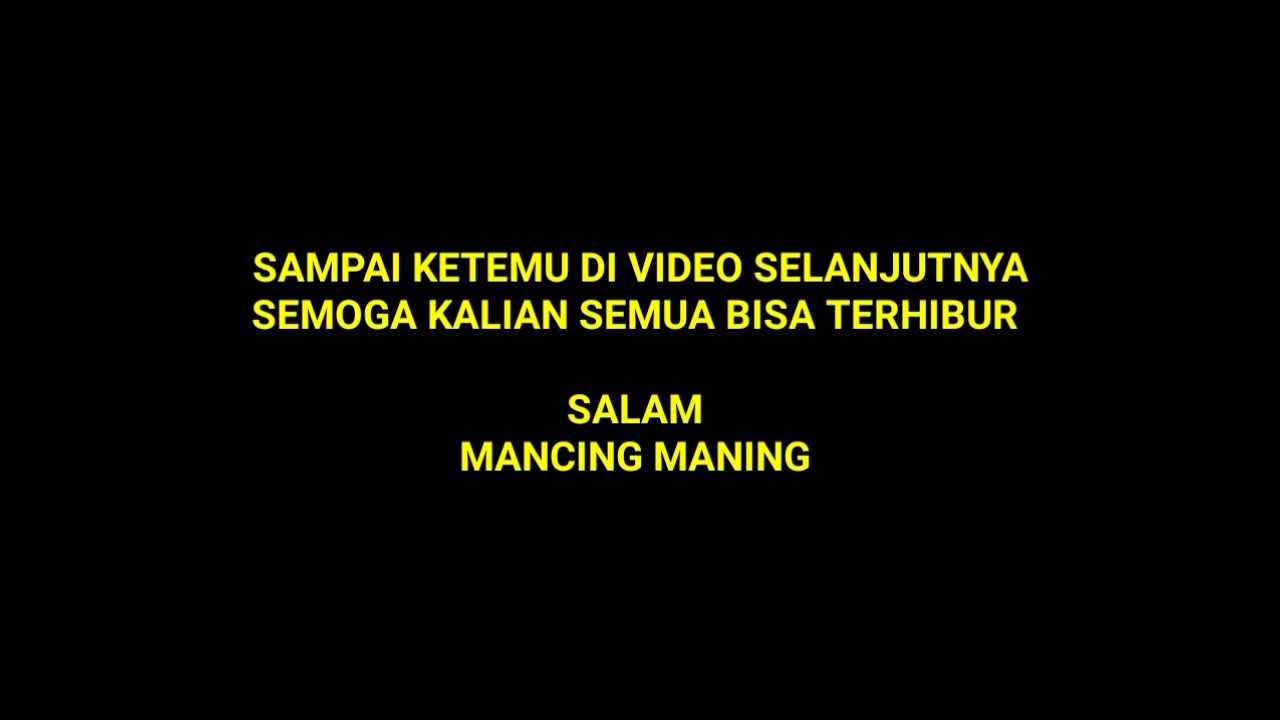 SAMPAI KETEMU DI VIDEO SELANJUTNYA
SEMOGA KALIAN SEMUA BISA TERHIBUR
SALAM
MANCING MANING